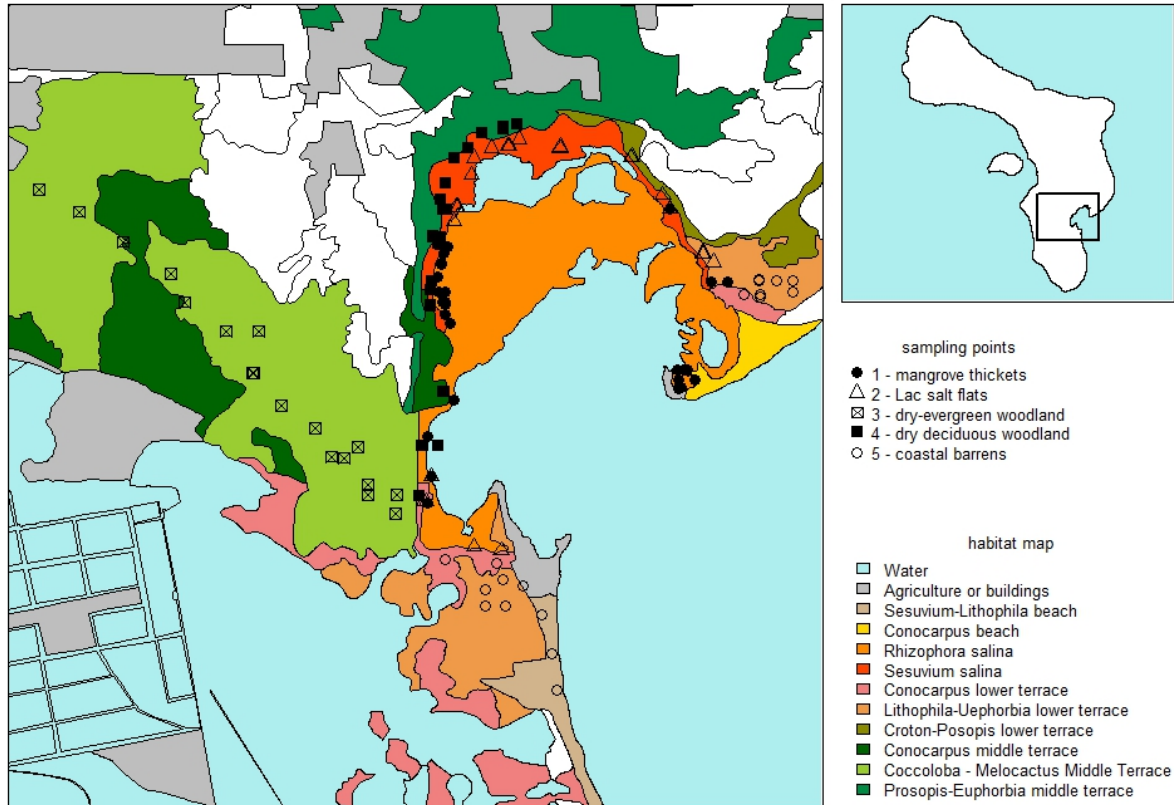 sampling points
1 - mangrove thickets
2 - Lac salt flats
3 - dry-evergreen woodland
4 - dry deciduous woodland
5 - coastal barrens
habitat map
Water
Agriculture or buildings
Sesuvium-Lithophila beach
Conocarpus beach
Rhizophora salina
Sesuvium salina
Conocarpus lower terrace
Lithophila-Uephorbia lower terrace
Croton-Posopis lower terrace
Conocarpus middle terrace
Coccoloba - Melocactus Middle Terrace
Prosopis-Euphorbia middle terrace